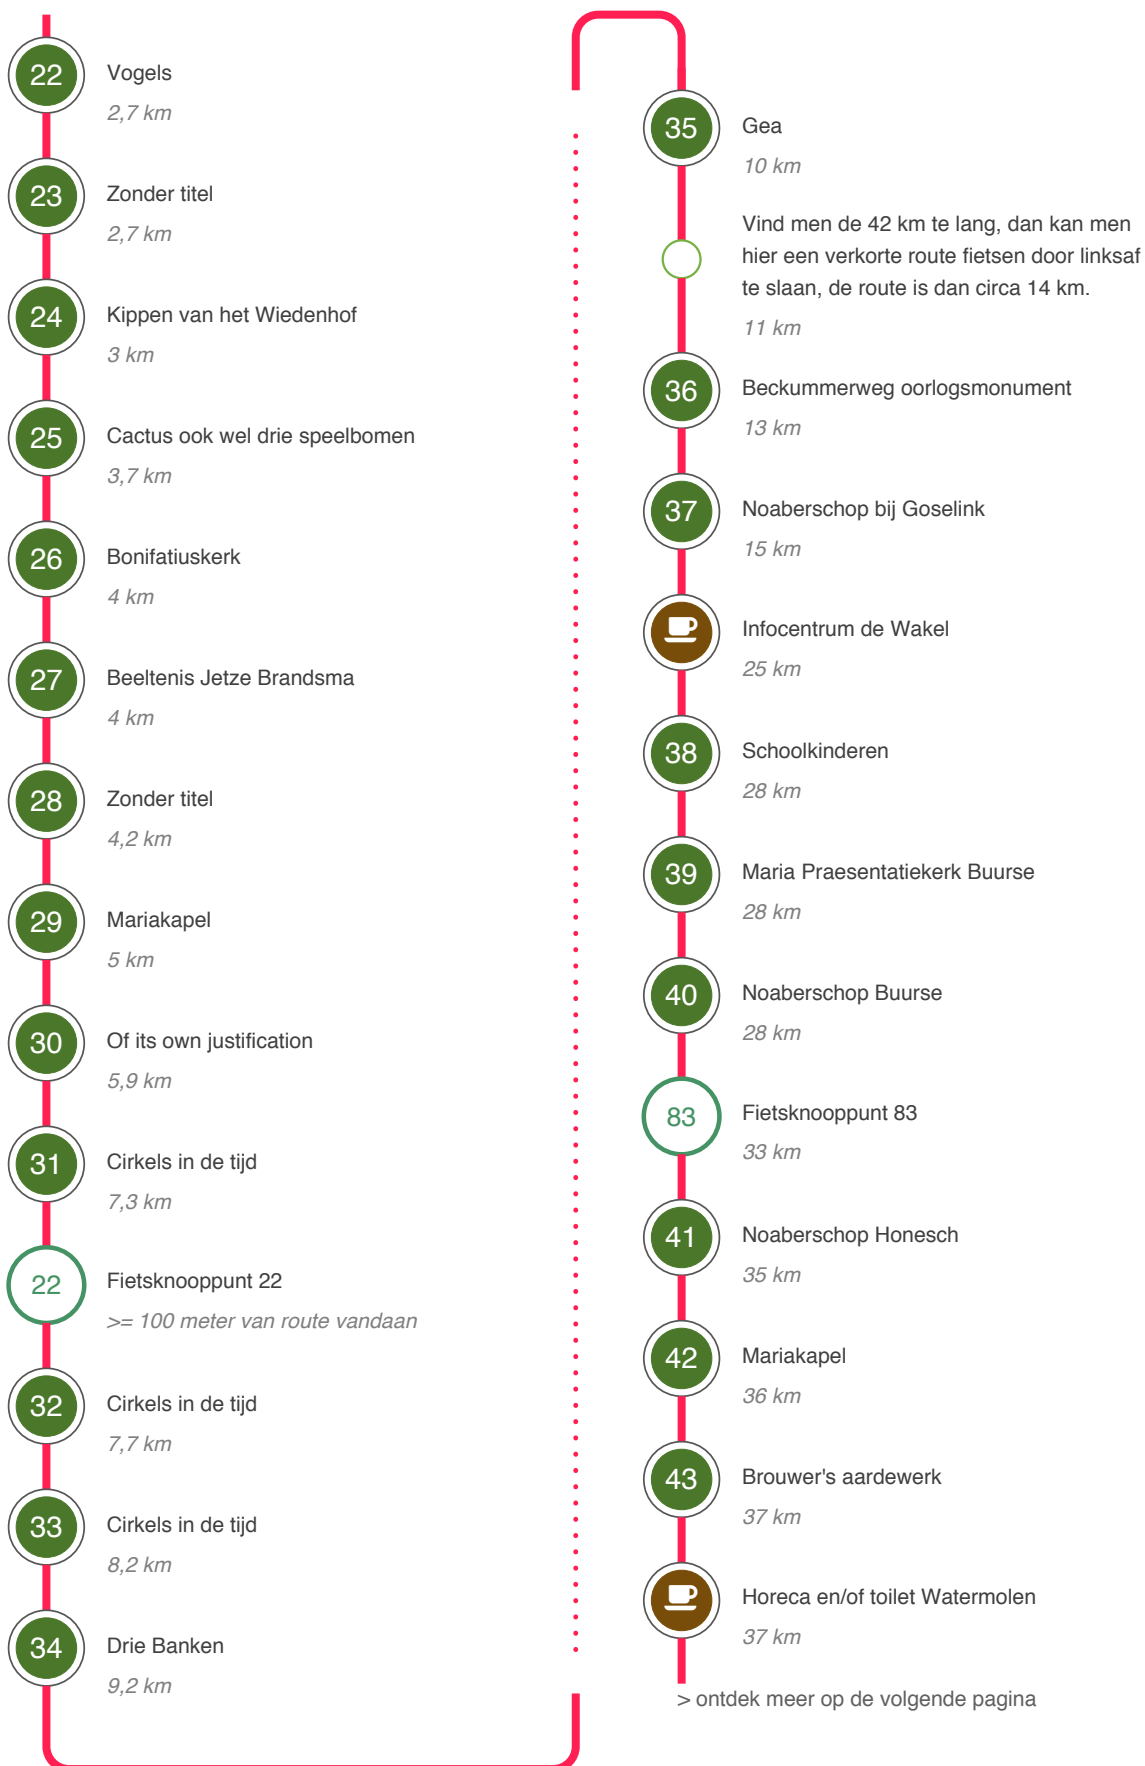 22
Vogels
2,7 km
23
Zonder titel
2,7 km
24
Kippen van het Wiedenhof
3 km
25
Cactus ook wel drie speelbomen
3,7 km
26
Bonifatiuskerk
4 km
27
Beeltenis Jetze Brandsma
4 km
28
Zonder titel
4,2 km
29
Mariakapel
5 km
30
Of its own justification
5,9 km
31
Cirkels in de tijd
7,3 km
22
Fietsknooppunt 22
>= 100 meter van route vandaan
32
Cirkels in de tijd
7,7 km
33
Cirkels in de tijd
8,2 km
34
Drie Banken
9,2 km
35
Gea
10 km
Vind men de 42 km te lang, dan kan men
hier een verkorte route fietsen door linksaf
te slaan, de route is dan circa 14 km.
11 km
36
Beckummerweg oorlogsmonument
13 km
37
Noaberschop bij Goselink
15 km
Infocentrum de Wakel
25 km
38
Schoolkinderen
28 km
39
Maria Praesentatiekerk Buurse
28 km
40
Noaberschop Buurse
28 km
83
Fietsknooppunt 83
33 km
41
Noaberschop Honesch
35 km
42
Mariakapel
36 km
43
Brouwer's aardewerk
37 km
Horeca en/of toilet Watermolen
37 km
> ontdek meer op de volgende pagina